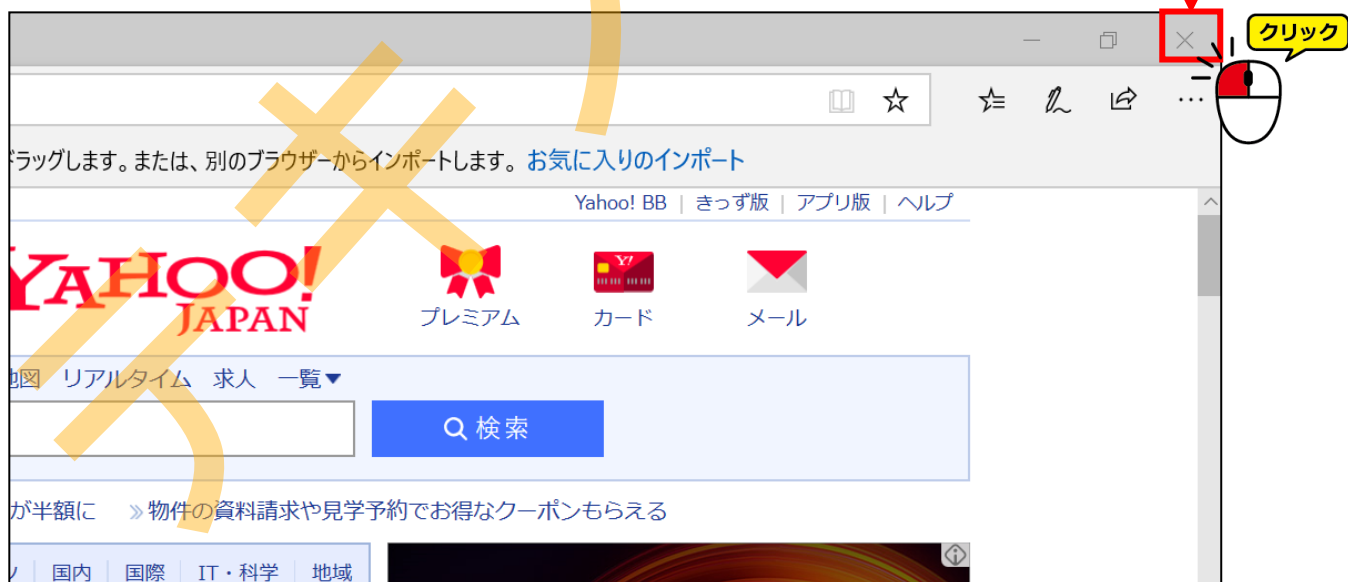 クリック
ドラッグします。または、別のブラウザーからインポートします。 お気に入りのインポート
Yahoo! BB | きっず版 | アプリ版 | ヘルプ
YAHOO!
JAPAN
Y!
プレミアム カード メール
地図 リアルタイム 求人 一覧▼
検索
が半額に »物件の資料請求や見学予約でお得なクーポンもらえる
国内 国際 IT・科学 地域